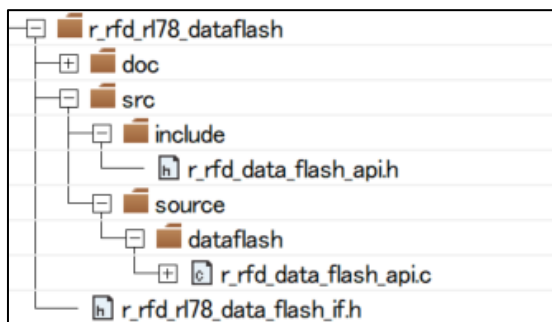 r_rfd_rl78_dataflash
doc
src
include
r_rfd_data_flash_api.h
source
dataflash
r_rfd_data_flash_api.c
r_rfd_rl78_data_flash_if.h